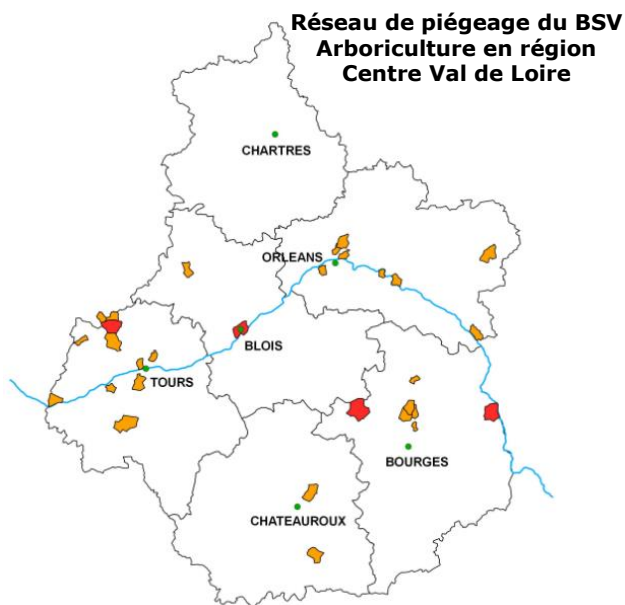 Réseau de piégeage du BSV
Arboriculture en région
Centre Val de Loire
CHARTRES
ORLEANS
BLOIS
TOURS
BOURGES
CHATEAUROUX